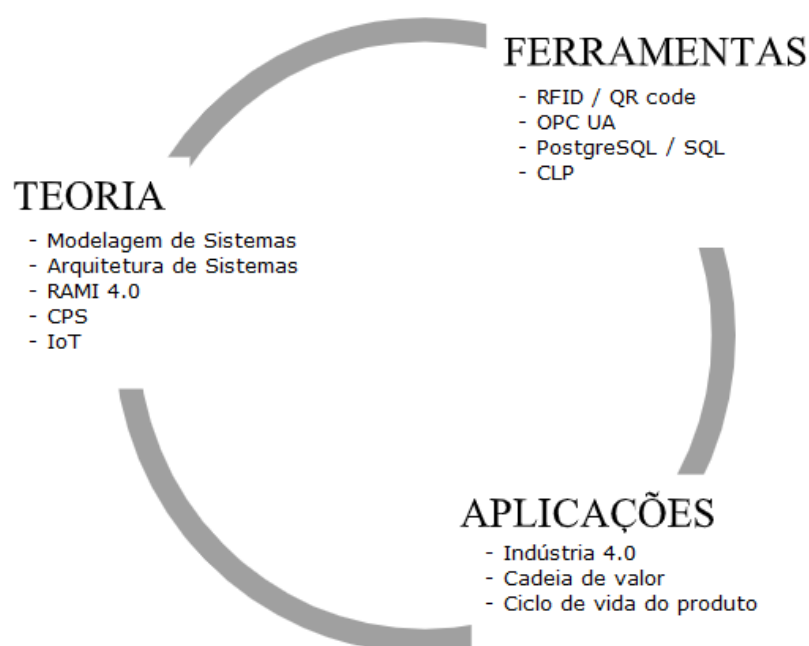 FERRAMENTAS
- RFID / QR code
- OPC UA
- PostgreSQL / SQL
- CLP
TEORIA
- Modelagem de Sistemas
- Arquitetura de Sistemas
- RAMI 4.0
- CPS
- IoT
APLICAÇÕES
- Indústria 4.0
- Cadeia de valor
- Ciclo de vida do produto